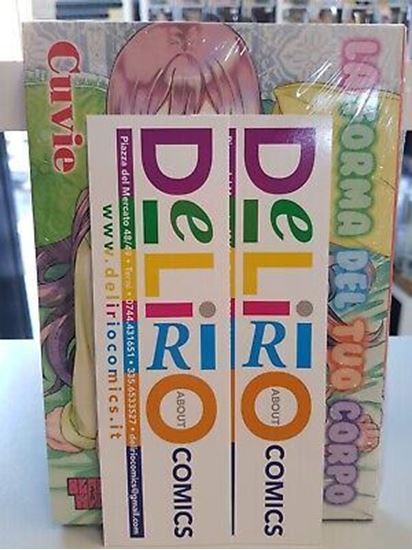 Cuvie
LA FORMA DEL TUO CORPO
DeLiRiO
ABOUT
COMICS
Piazza del Mercato 48/49 • Terni • 0744.431651 • 335.6533527 • deliriocomics@gmail.com
www.deliriocomics.it
DeLiRiO
ABOUT
COMICS